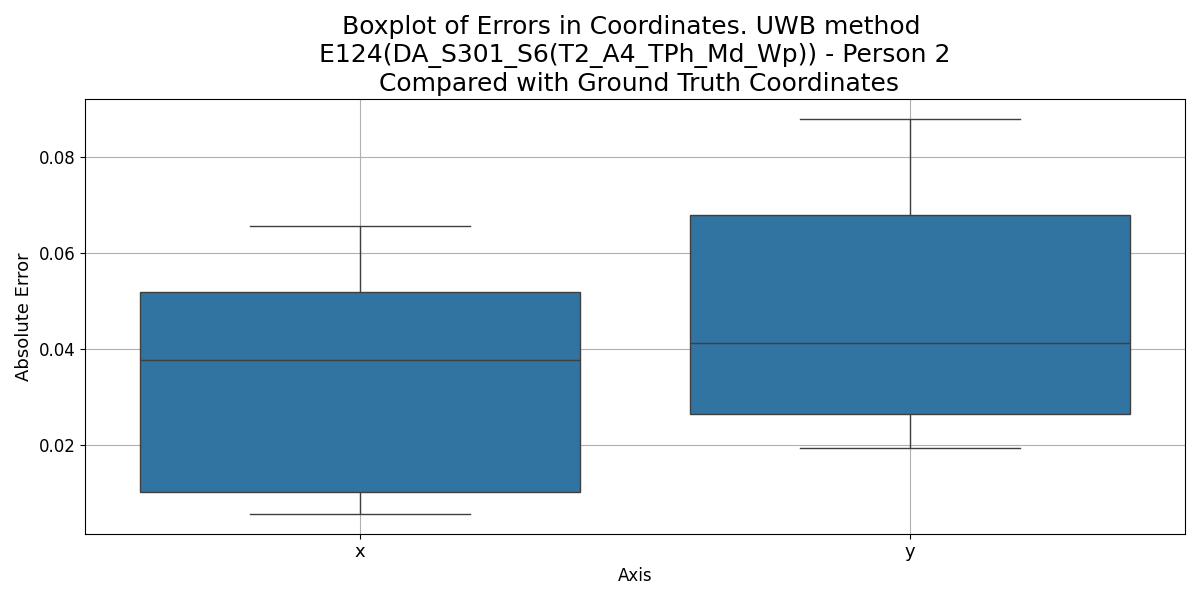 Boxplot of Errors in Coordinates. UWB method
E124(DA_S301_S6(T2_A4_TPh_Md_Wp)) - Person 2
Compared with Ground Truth Coordinates
Absolute Error
0.08
0.06
0.04
0.02
x
y
Axis